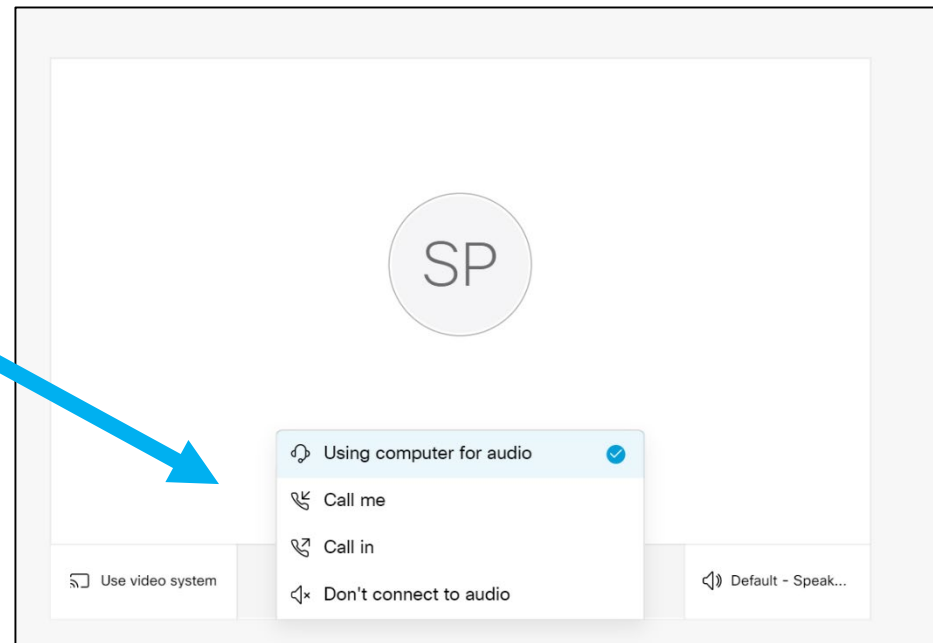 SP
Using computer for audio
Call me
Call in
Don't connect to audio
Use video system
Default - Speak...